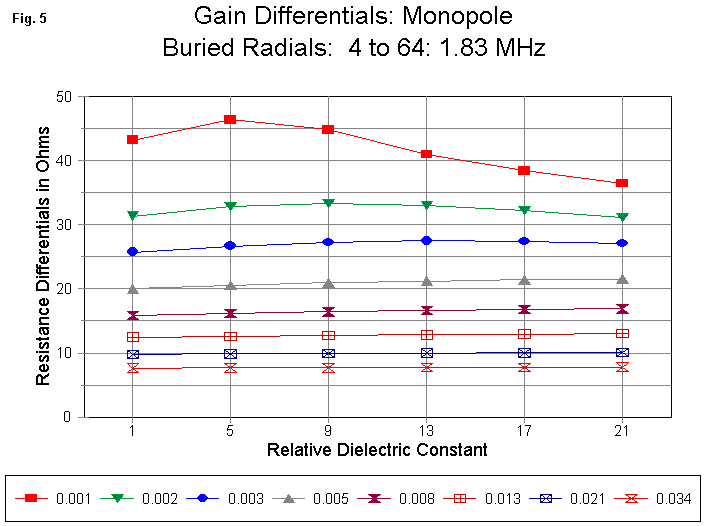 Fig. 5
Gain Differentials: Monopole
Buried Radials:  4 to 64: 1.83 MHz
Resistance Differentials in Ohms
50
40
30
20
10
0
1 5 9 13 17 21
Relative Dielectric Constant
0.001 0.002 0.003 0.005 0.008 0.013 0.021 0.034